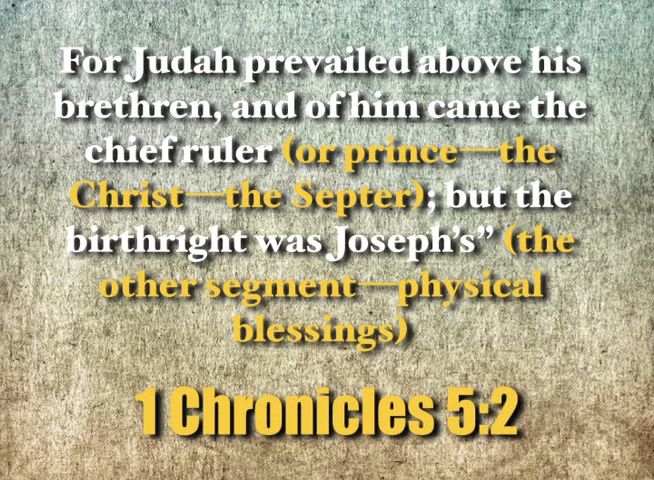 For Judah prevailed above his
brethren, and of him came the
chief ruler (or prince—the
Christ—the Septer); but the
birthright was Joseph’s” (the
other segment—physical
blessings)
1 Chronicles 5:2